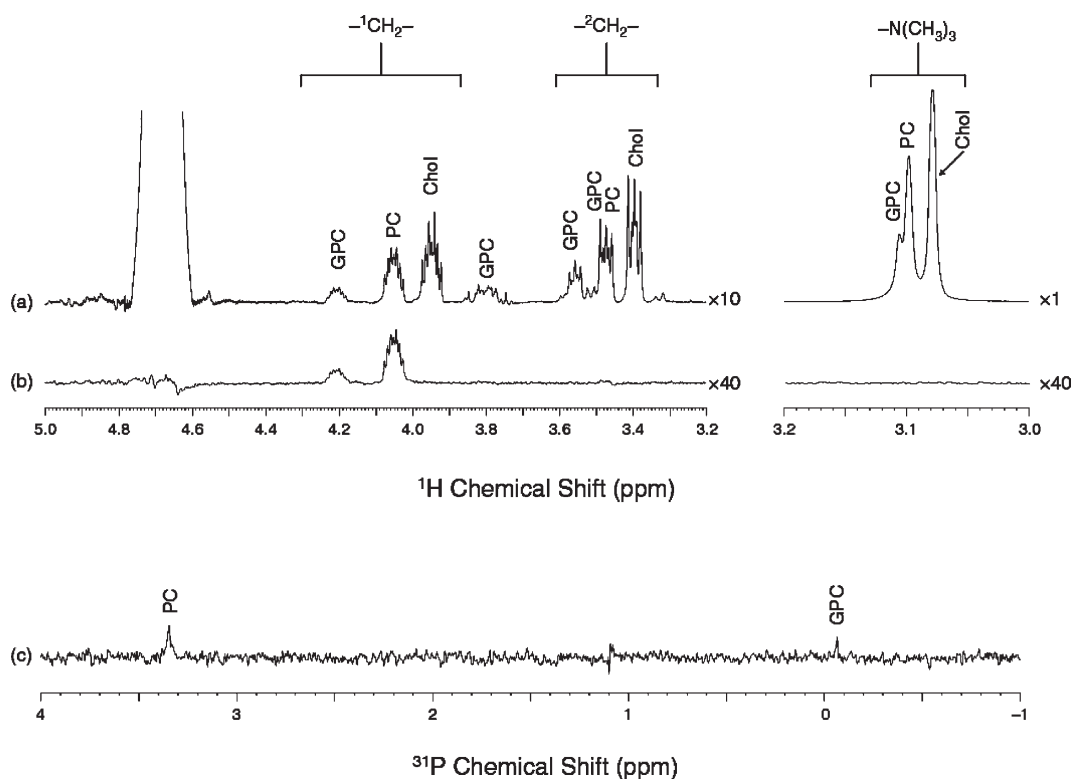 –¹CH₂– –²CH₂– –N(CH₃)₃
GPC PC Chol GPC GPC GPC PC Chol GPC PC Chol
(a) ×10 ×1
(b) ×40 ×40
5.0 4.8 4.6 4.4 4.2 4.0 3.8 3.6 3.4 3.2 3.2 3.1 3.0
¹H Chemical Shift (ppm)
PC GPC
(c)
4 3 2 1 0 –1
³¹P Chemical Shift (ppm)